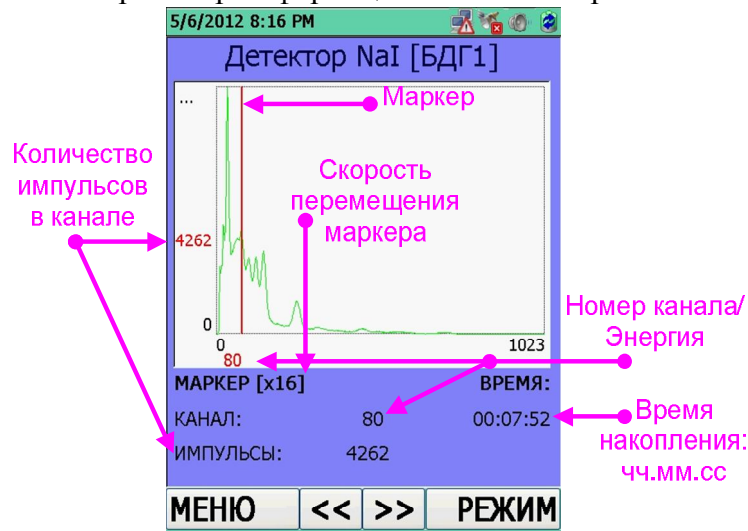 5/6/2012 8:16 PM
Детектор NaI [БДГ1]
...
Маркер
Количество
импульсов
в канале
Скорость
перемещения
маркера
4262
Номер канала/
Энергия
0
0
1023
80
МАРКЕР [x16]
ВРЕМЯ:
КАНАЛ:
80
00:07:52
Время
накопления:
чч.мм.сс
ИМПУЛЬСЫ:
4262
МЕНЮ
<<
>>
РЕЖИМ